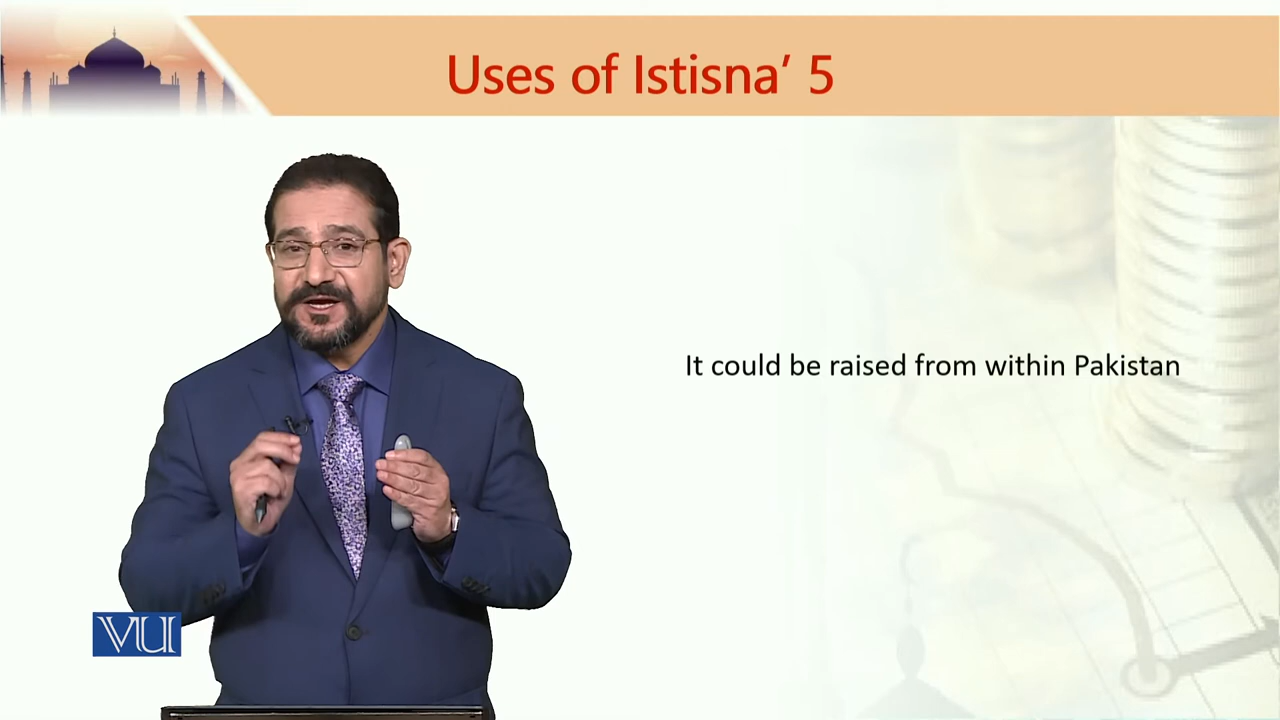 Uses of Istisna’ 5
It could be raised from within Pakistan
VU